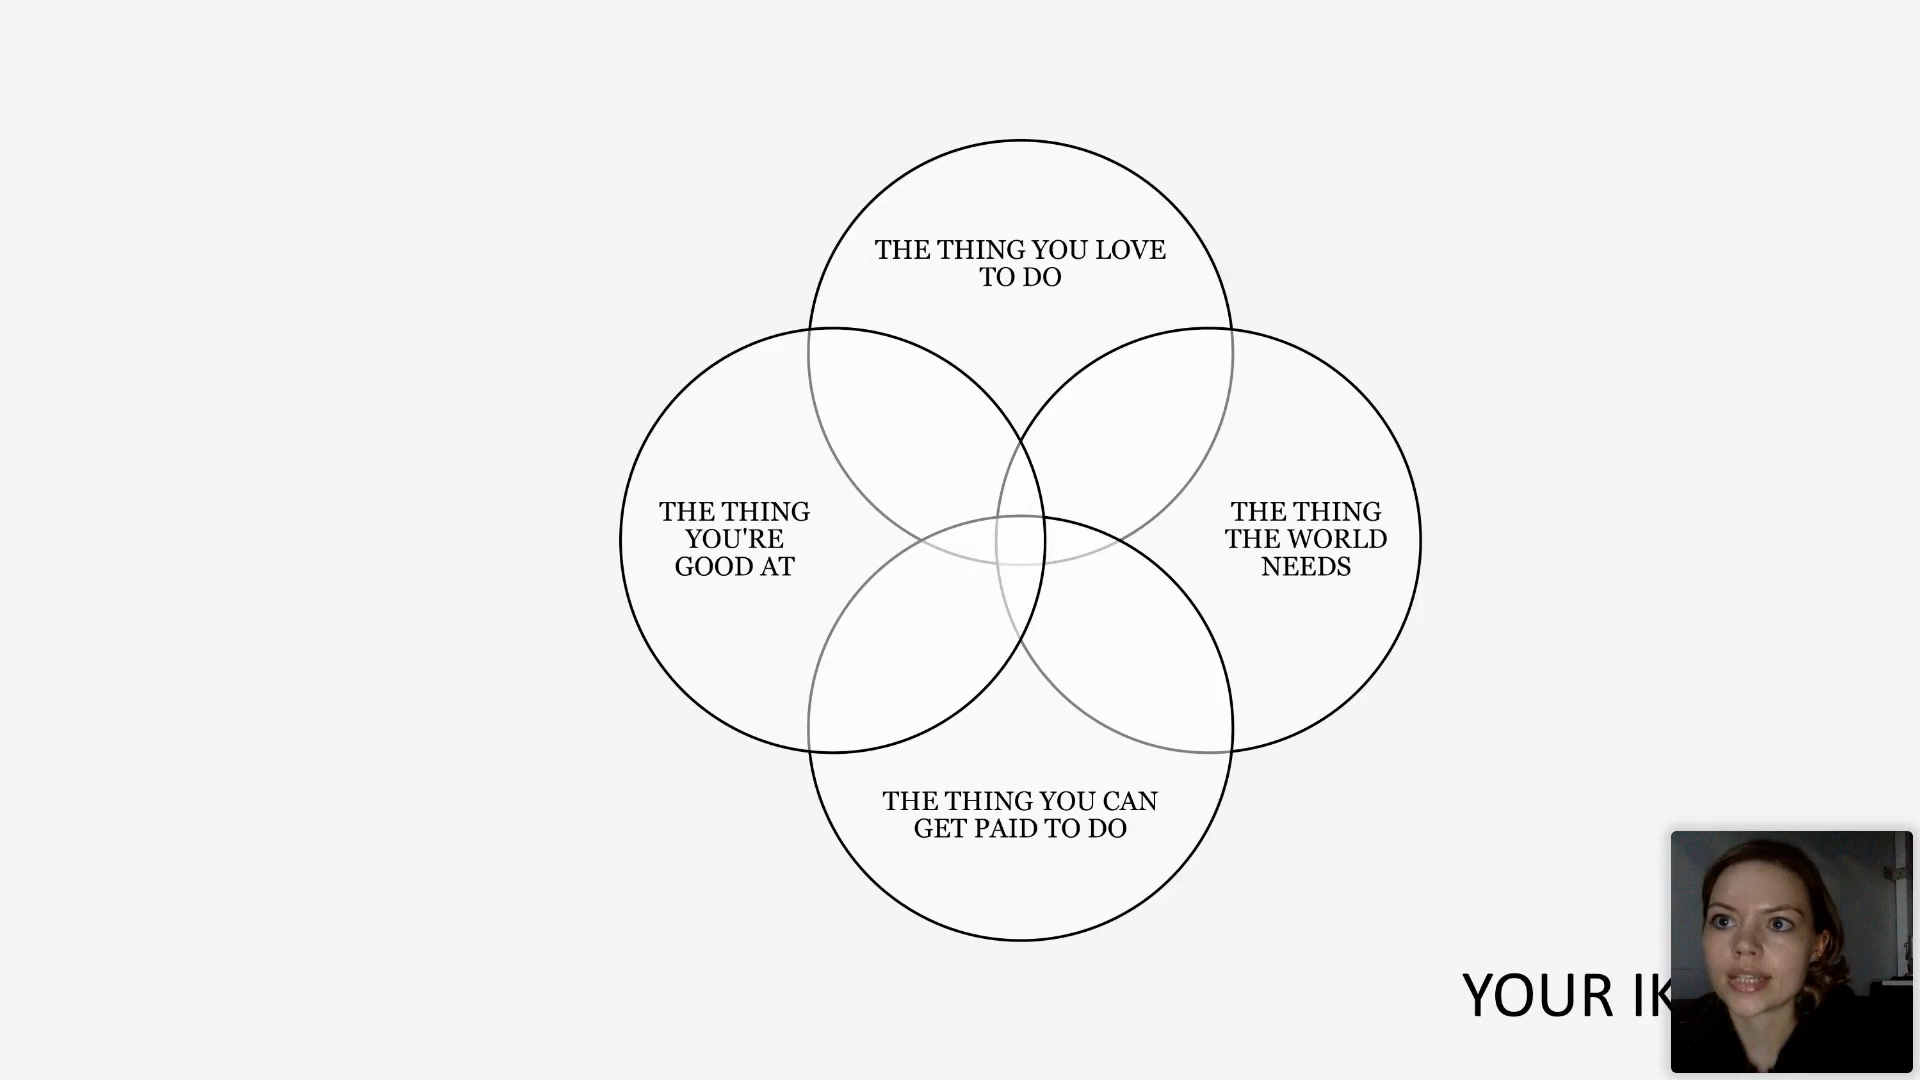 THE THING YOU LOVE
TO DO
THE THING
YOU'RE
GOOD AT
THE THING
THE WORLD
NEEDS
THE THING YOU CAN
GET PAID TO DO
YOUR